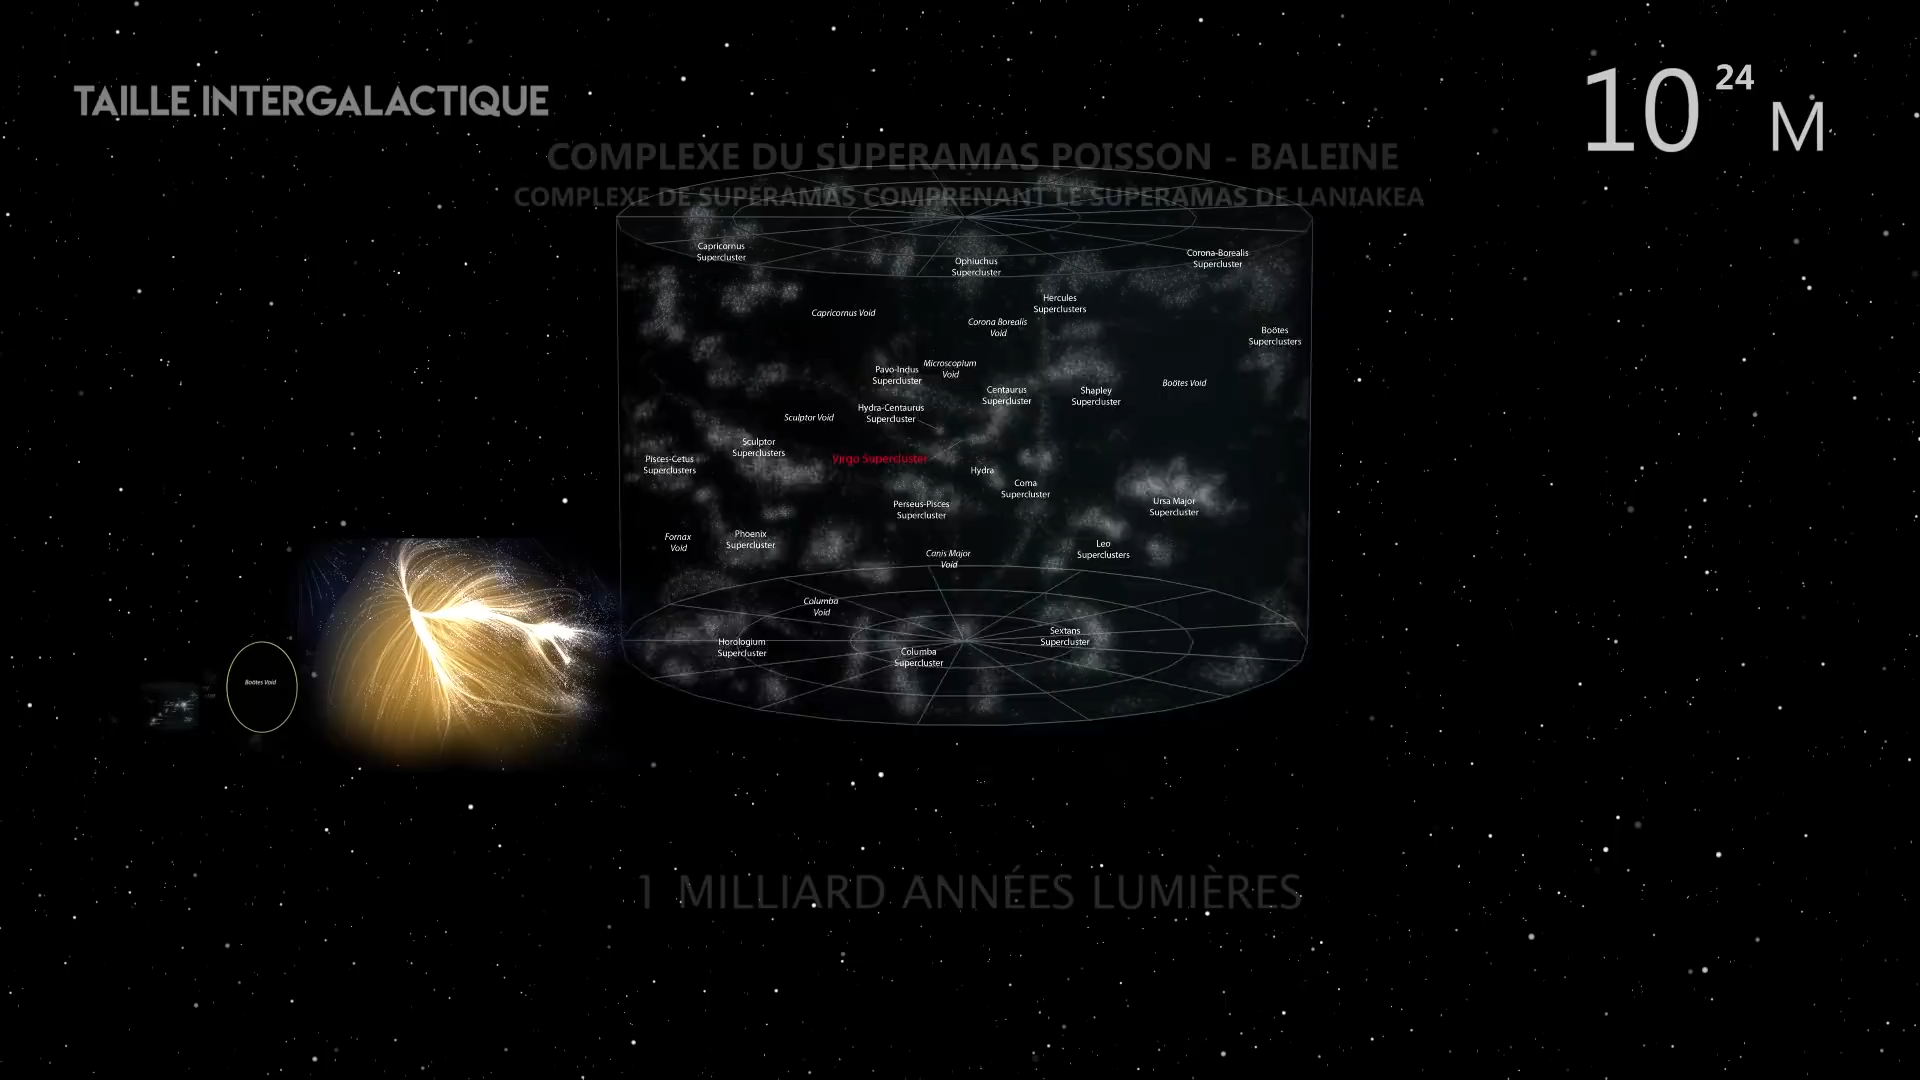 TAILLE INTERGALACTIQUE
10 24 M
COMPLEXE DU SUPERAMAS POISSON - BALEINE
COMPLEXE DE SUPERAMAS COMPRENANT LE SUPERAMAS DE LANIAKEA
Capricornus
Supercluster
Ophiuchus
Supercluster
Corona-Borealis
Supercluster
Hercules
Superclusters
Capricornus Void
Corona Borealis
Void
Boötes
Superclusters
Pavo-Indus
Supercluster
Microscopium
Void
Centaurus
Supercluster
Shapley
Supercluster
Boötes Void
Hydra-Centaurus
Supercluster
Sculptor Void
Sculptor
Superclusters
Pisces-Cetus
Superclusters
Virgo Supercluster
Hydra
Coma
Supercluster
Perseus-Pisces
Supercluster
Ursa Major
Supercluster
Fornax
Void
Phoenix
Supercluster
Canis Major
Void
Leo
Superclusters
Columba
Void
Horologium
Supercluster
Columba
Supercluster
Sextans
Supercluster
Boötes Void
1 MILLIARD ANNÉES LUMIÈRES